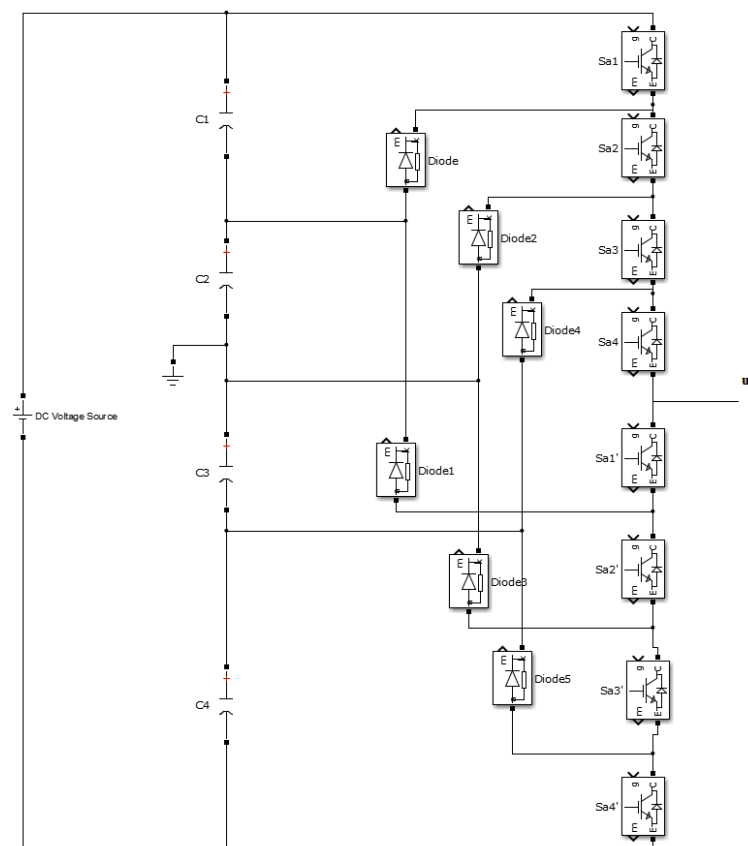 g C
Sa1
m E
C1
g C
Sa2
m E
E
Diode
g C
Sa3
m E
Diode2
C2
E
g C
Sa4
m E
Diode4
u
+
DC Voltage Source
g C
Sa1'
m E
E
Diode1
C3
g C
Sa2'
m E
E
Diode3
g C
Sa3'
m E
E
Diode5
C4
g C
Sa4'
m E